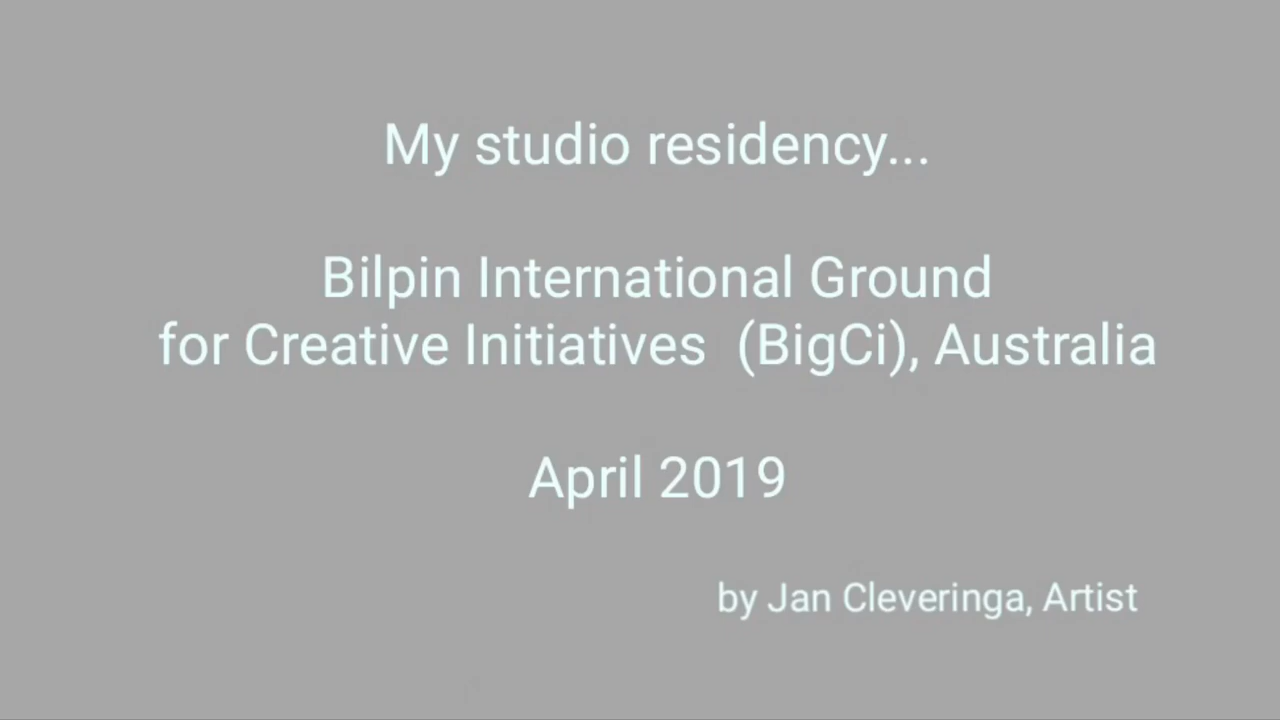 My studio residency...
Bilpin International Ground
for Creative Initiatives  (BigCi), Australia
April 2019
by Jan Cleveringa, Artist